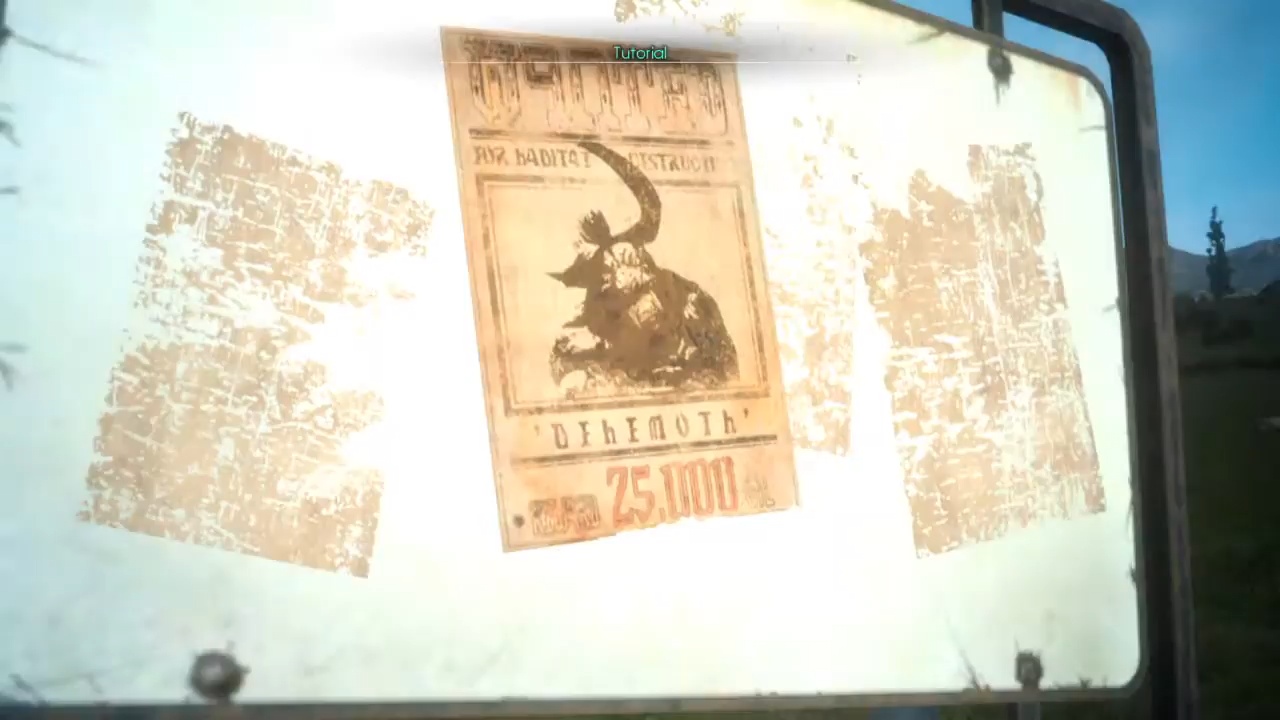 Tutorial
WANTED
FOR HABITAT DESTRUCTION
'BEHEMOTH'
25,000